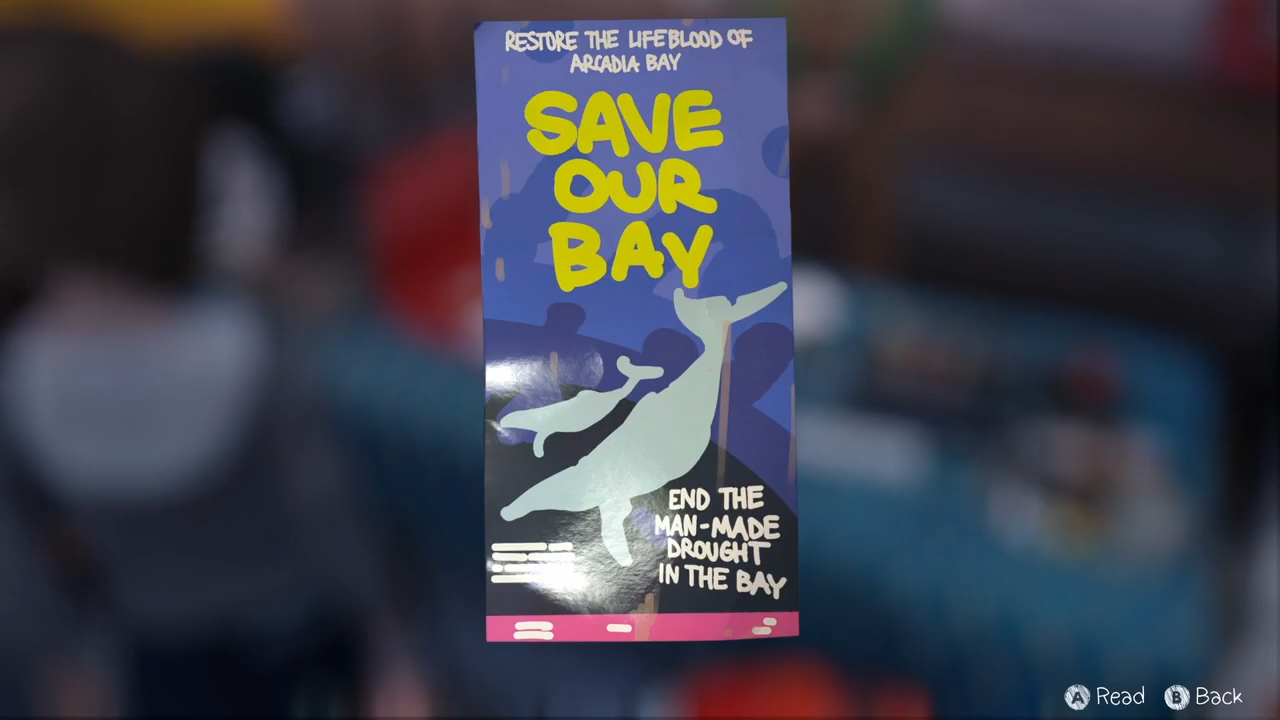 RESTORE THE LIFEBLOOD OF
ARCADIA BAY
SAVE
OUR
BAY
END THE
MAN-MADE
DROUGHT
IN THE BAY
A Read B Back